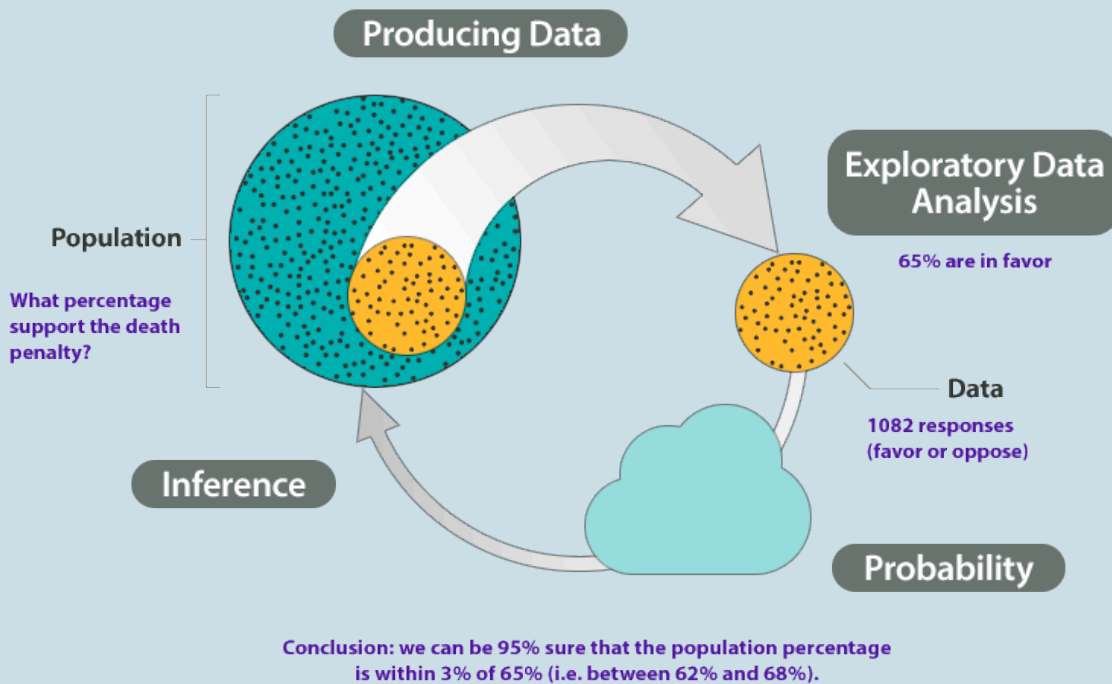 Producing Data
Exploratory Data
Analysis
65% are in favor
Population
What percentage
support the death
penalty?
Data
1082 responses
(favor or oppose)
Inference
Probability
Conclusion: we can be 95% sure that the population percentage
is within 3% of 65% (i.e. between 62% and 68%).